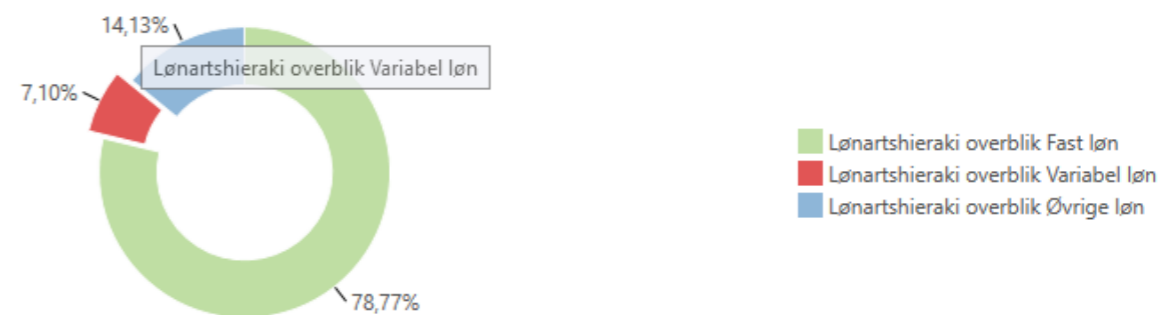 14,13%
Lønartshieraki overblik Variabel løn
7,10%
Lønartshieraki overblik Fast løn
Lønartshieraki overblik Variabel løn
Lønartshieraki overblik Øvrige løn
78,77%